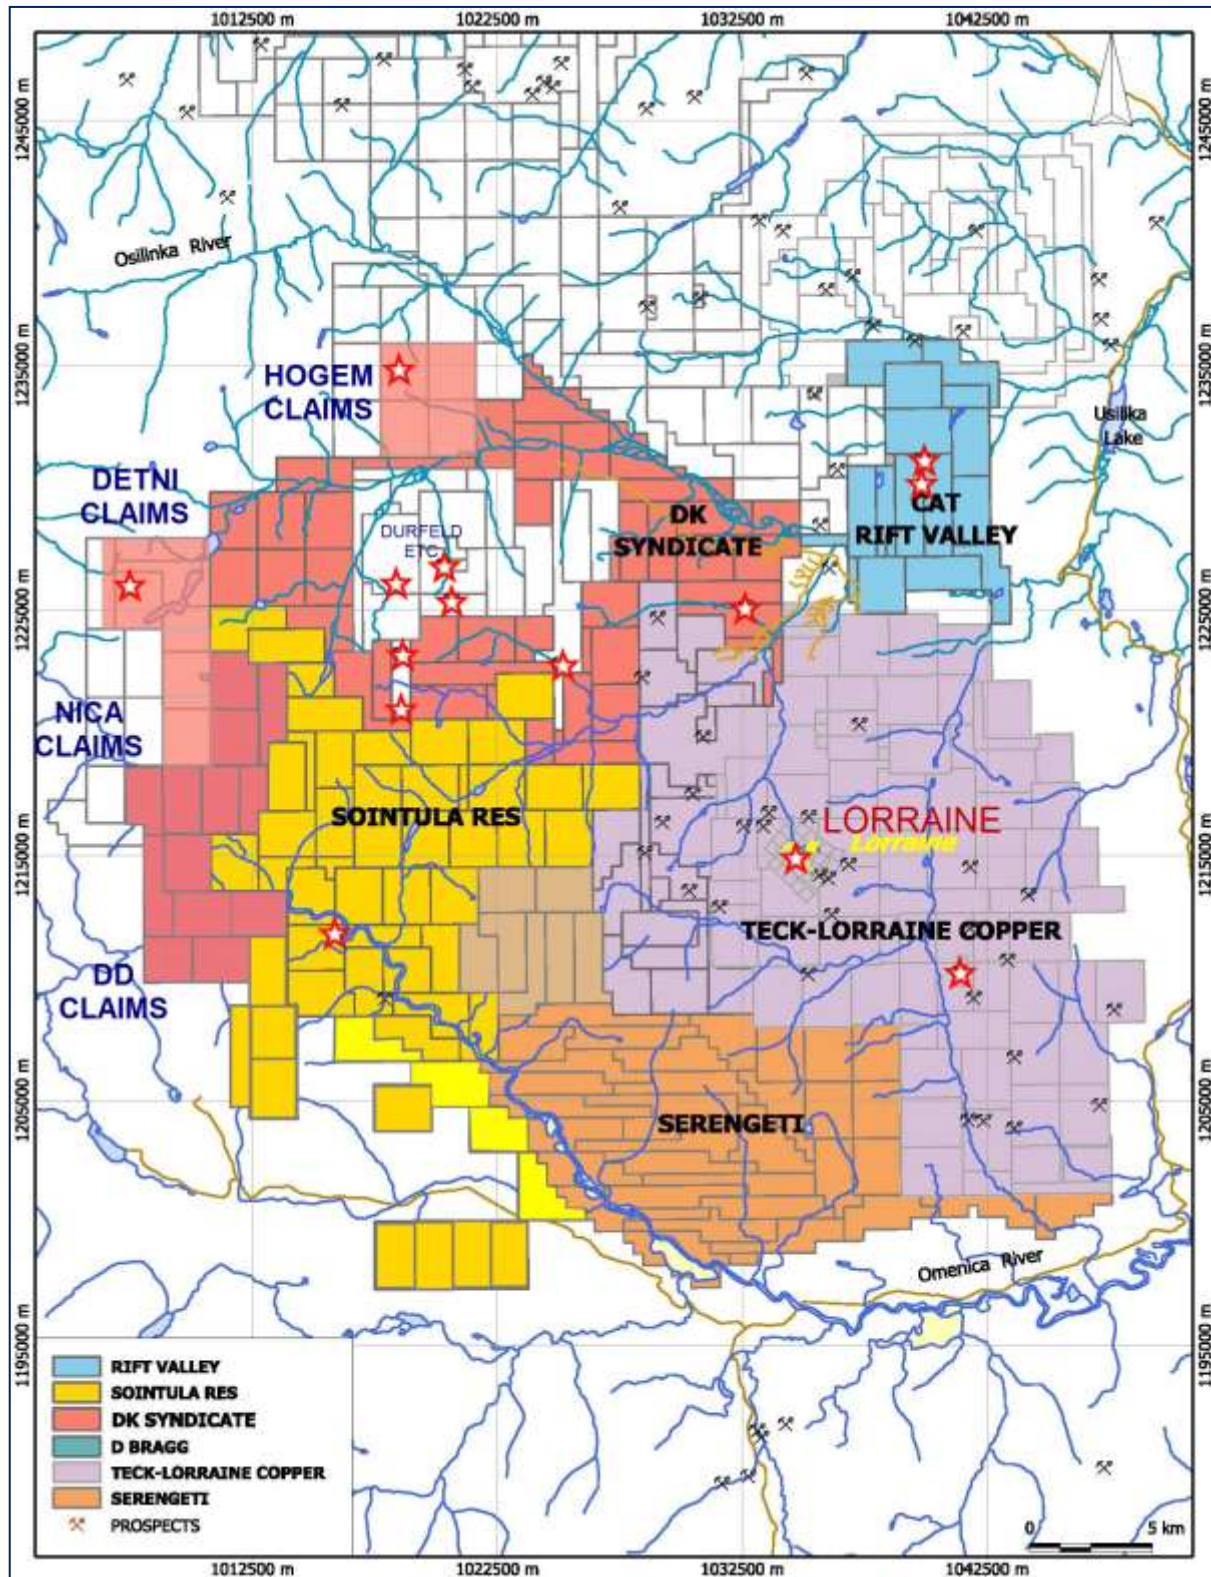 1012500 m
1022500 m
1032500 m
1042500 m
1245000 m
1245000 m
Osilinka River
1235000 m
1235000 m
HOGEM
CLAIMS
Usilika
Lake
DETNI
CLAIMS
DURFELD
ETC
DK
SYNDICATE
CAT
RIFT VALLEY
1225000 m
1225000 m
NICA
CLAIMS
SOINTULA RES
LORRAINE
Lorraine
1215000 m
1215000 m
TECK-LORRAINE COPPER
DD
CLAIMS
1205000 m
1205000 m
SERENGETI
Omenica River
1195000 m
1195000 m
RIFT VALLEY
SOINTULA RES
DK SYNDICATE
D BRAGG
TECK-LORRAINE COPPER
SERENGETI
PROSPECTS
0
5 km
1012500 m
1022500 m
1032500 m
1042500 m